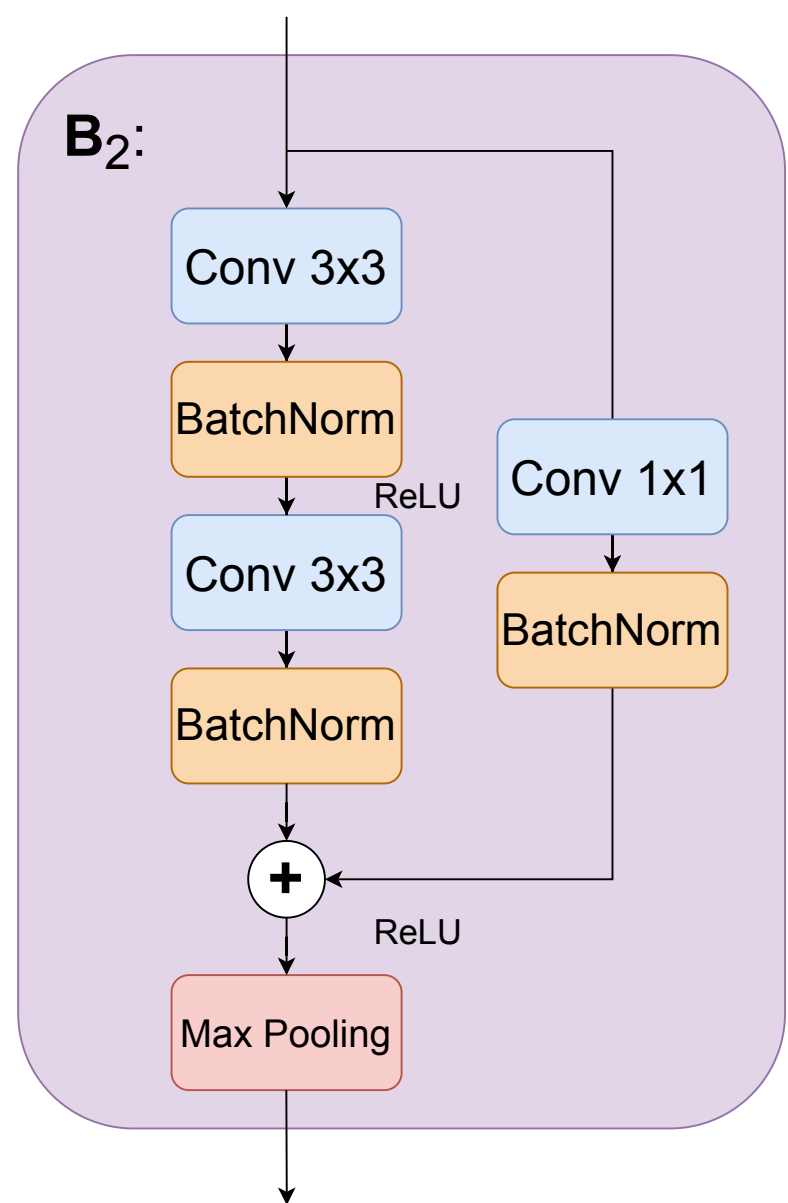 B₂:
Conv 3x3
BatchNorm
ReLU
Conv 1x1
Conv 3x3
BatchNorm
BatchNorm
+
ReLU
Max Pooling